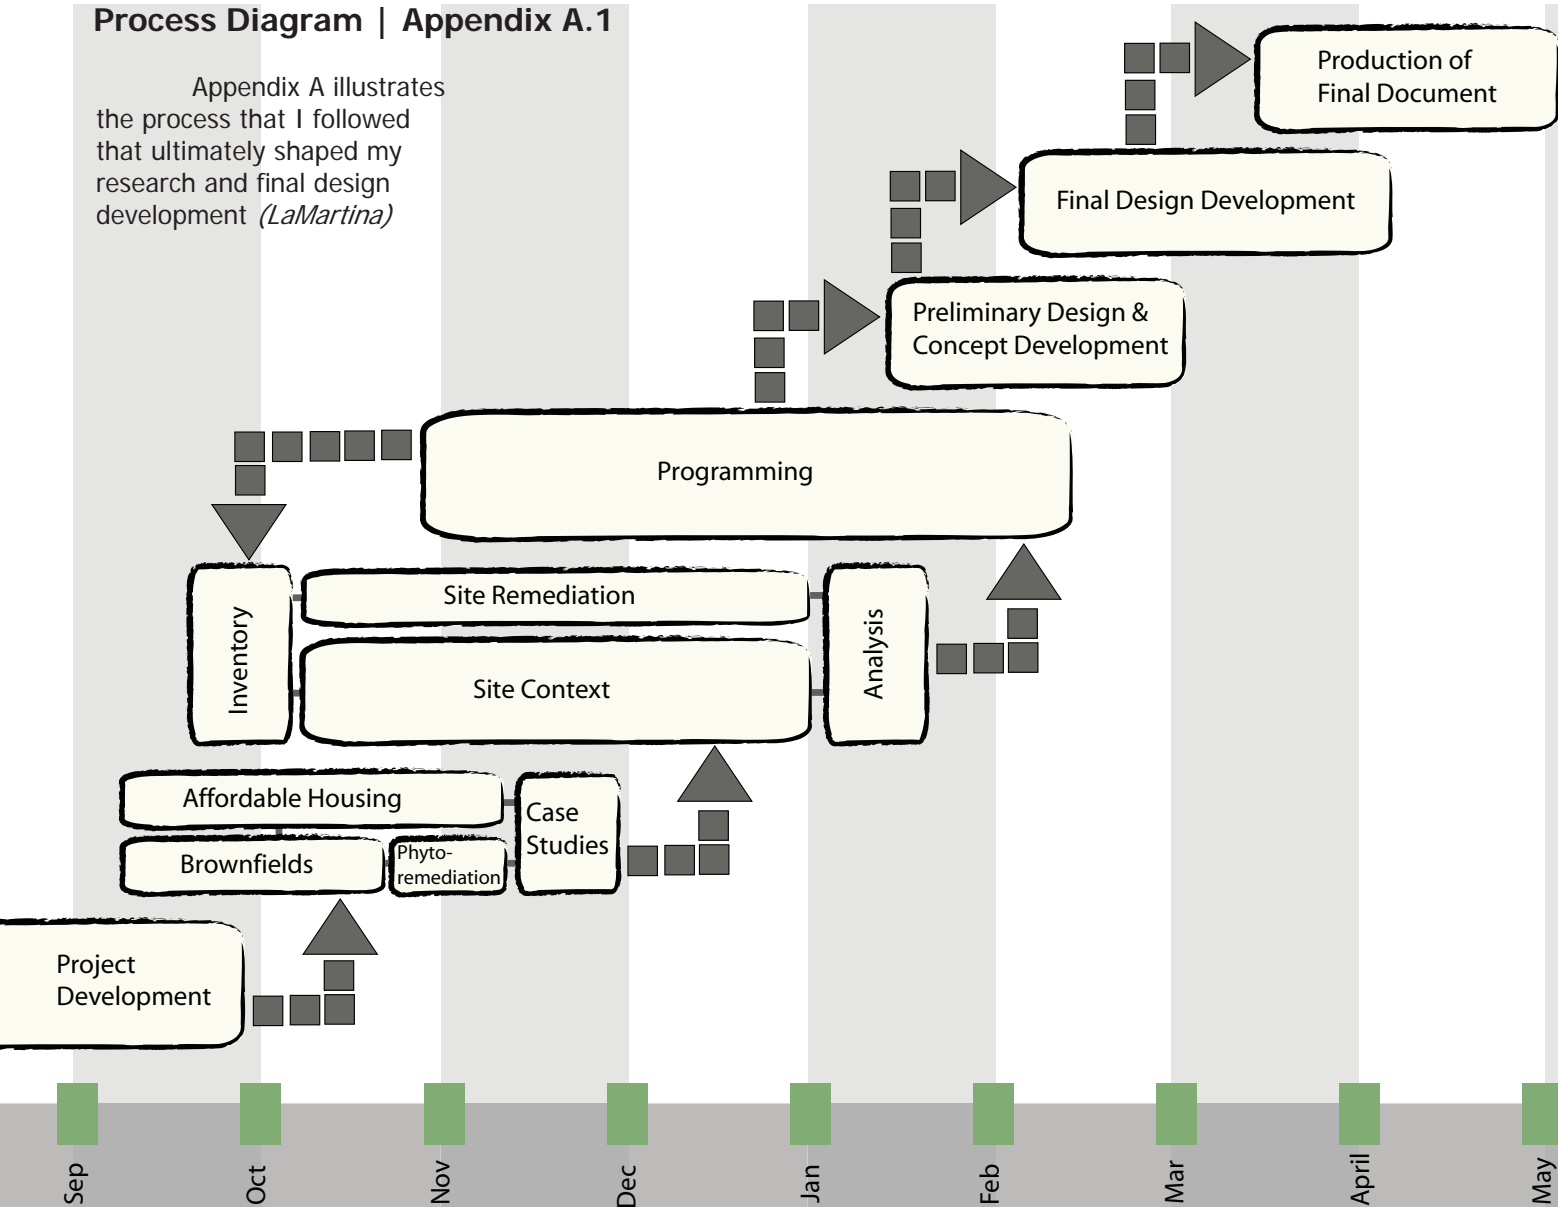 Process Diagram | Appendix A.1
Appendix A illustrates
the process that I followed
that ultimately shaped my
research and final design
development (LaMartina)
Production of
Final Document
Final Design Development
Preliminary Design &
Concept Development
Programming
Inventory
Site Remediation
Site Context
Analysis
Affordable Housing
Brownfields
Phyto-
remediation
Case
Studies
Project
Development
Sep
Oct
Nov
Dec
Jan
Feb
Mar
April
May